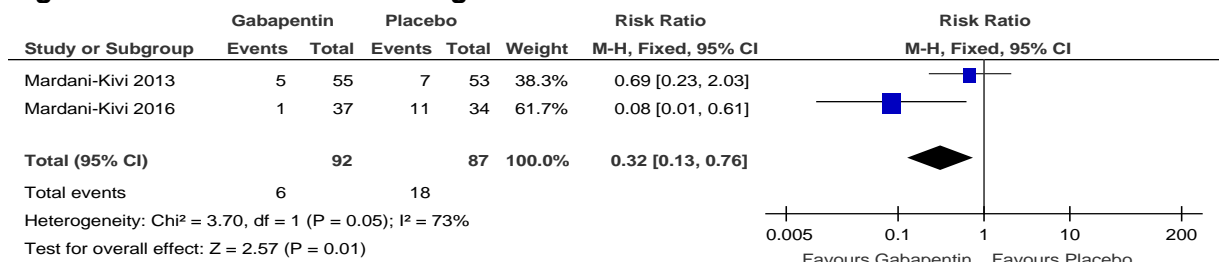 Gabapentin Placebo Risk Ratio Risk Ratio
Study or Subgroup Events Total Events Total Weight M-H, Fixed, 95% CI M-H, Fixed, 95% CI
Mardani-Kivi 2013 5 55 7 53 38.3% 0.69 [0.23, 2.03]
Mardani-Kivi 2016 1 37 11 34 61.7% 0.08 [0.01, 0.61]
Total (95% CI) 92 87 100.0% 0.32 [0.13, 0.76]
Total events 6 18
Heterogeneity: Chi² = 3.70, df = 1 (P = 0.05); I² = 73%
Test for overall effect: Z = 2.57 (P = 0.01)
0.005 0.1 1 10 200
Favours Gabapentin Favours Placebo